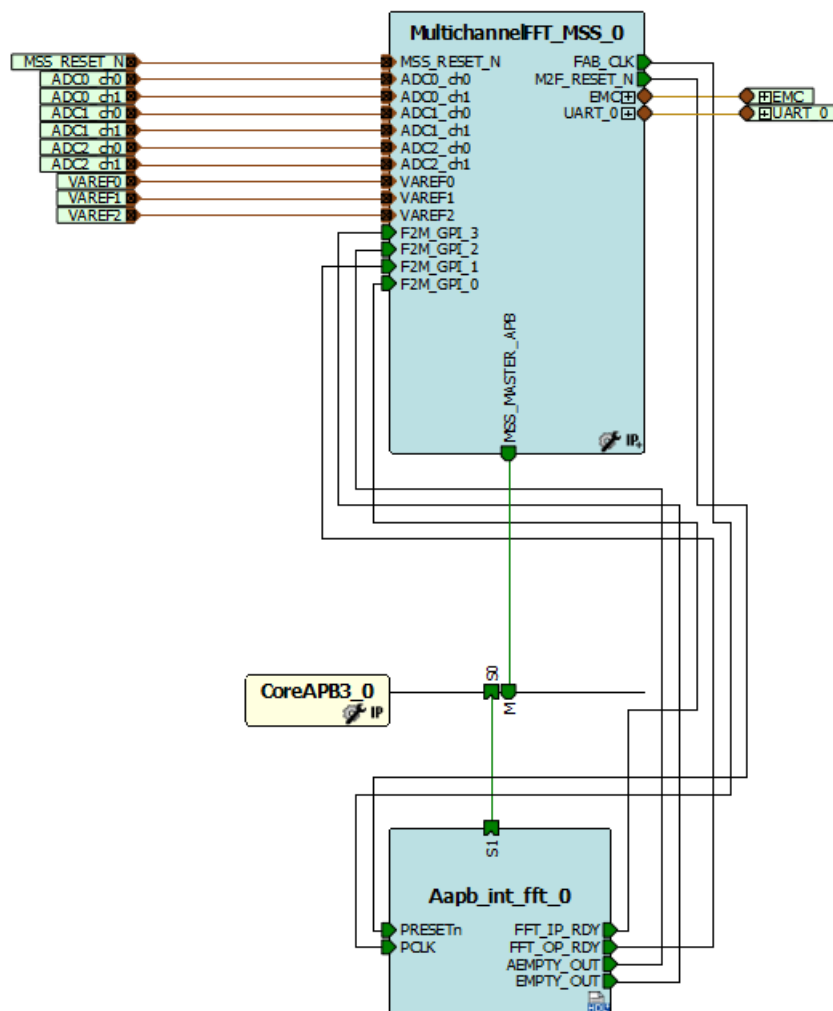 MultichannelFFT_MSS_0
MSS_RESET_N MSS_RESET_N FAB_CLK
ADC0_ch0 ADC0_ch0 M2F_RESET_N
ADC0_ch1 ADC0_ch1 EMC EMC
ADC1_ch0 ADC1_ch0 UART_0 UART_0
ADC1_ch1 ADC1_ch1
ADC2_ch0 ADC2_ch0
ADC2_ch1 ADC2_ch1
VAREF0 VAREF0
VAREF1 VAREF1
VAREF2 VAREF2
F2M_GPI_3
F2M_GPI_2
F2M_GPI_1
F2M_GPI_0
MSS_MASTER_APB
IP+
CoreAPB3_0
IP
S0
M
S1
Aapb_int_fft_0
PRESETn FFT_IP_RDY
PCLK FFT_OP_RDY
AEMPTY_OUT
EMPTY_OUT
HDL